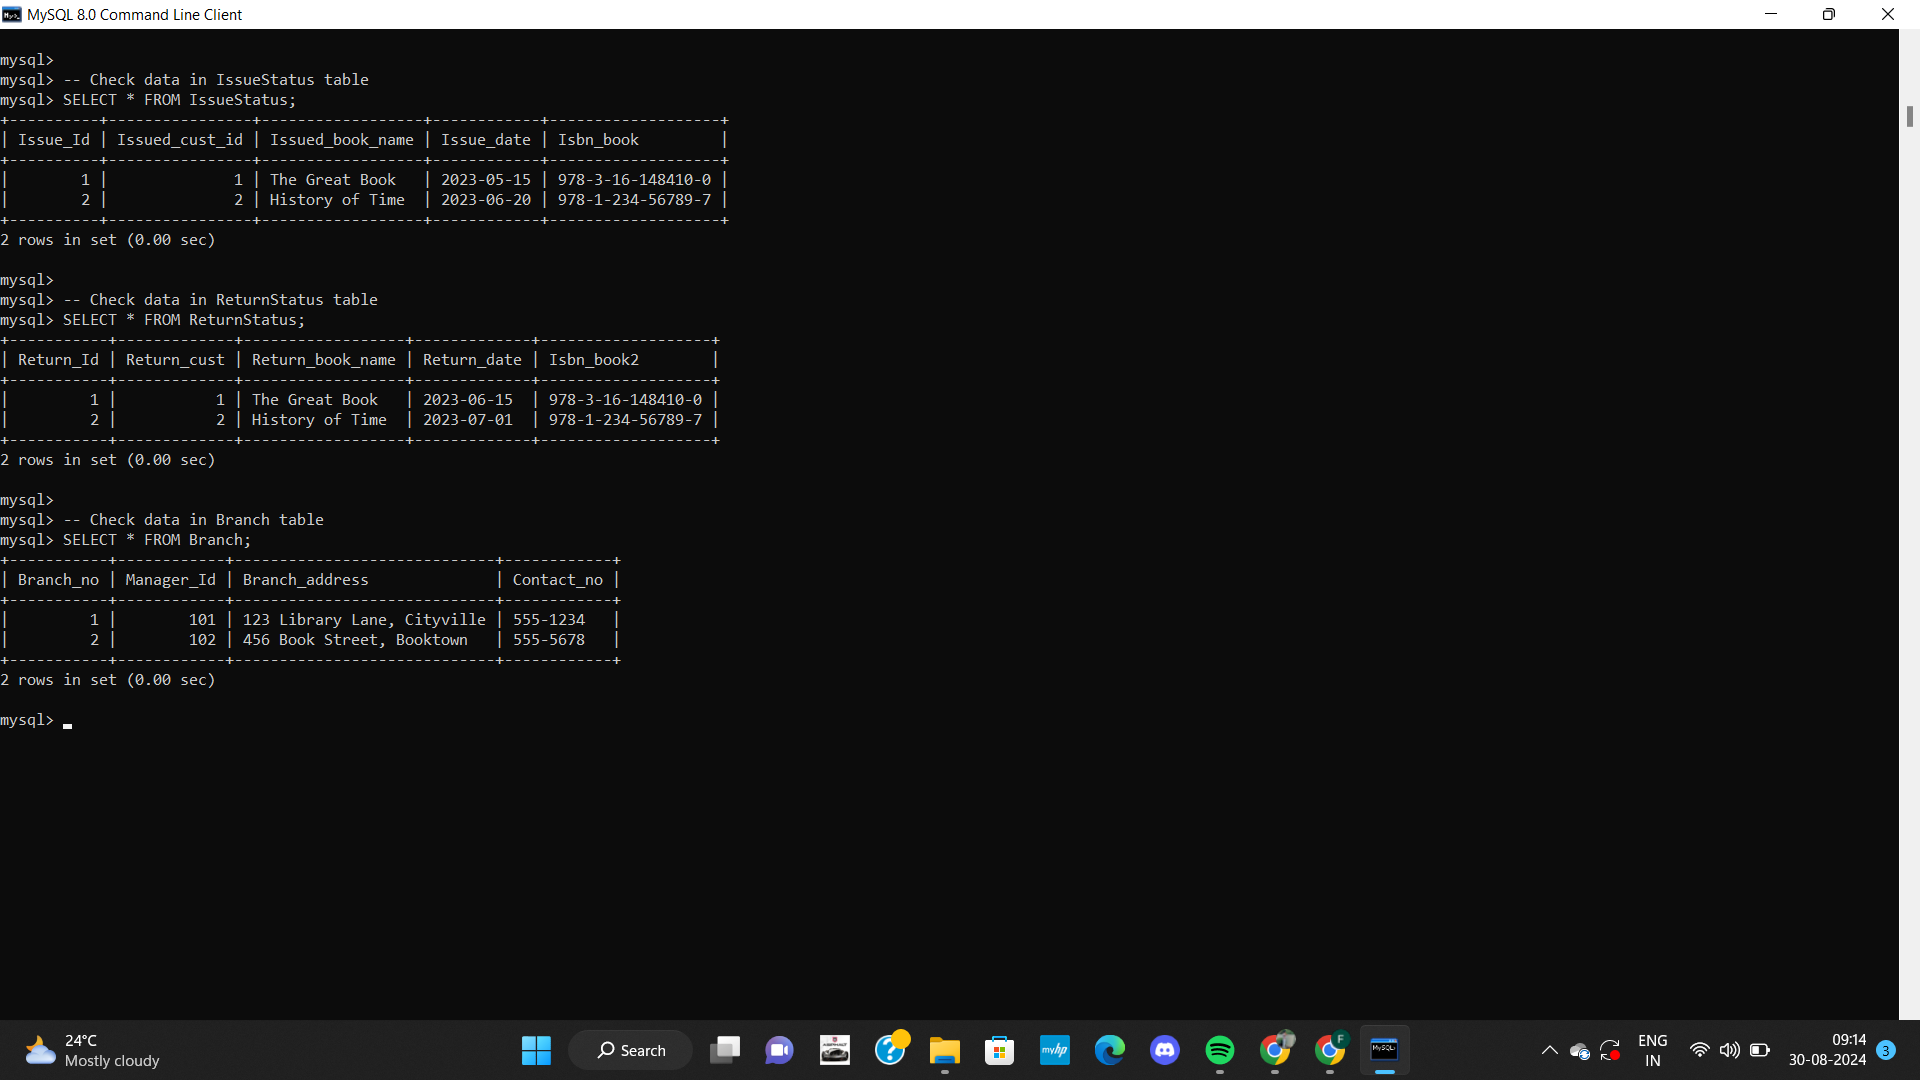 MySQL 8.0 Command Line Client
mysql>
mysql> -- Check data in IssueStatus table
mysql> SELECT * FROM IssueStatus;
+----------+----------------+------------------+------------+-------------------+
| Issue_Id | Issued_cust_id | Issued_book_name | Issue_date | Isbn_book         |
+----------+----------------+------------------+------------+-------------------+
|        1 |              1 | The Great Book   | 2023-05-15 | 978-3-16-148410-0 |
|        2 |              2 | History of Time  | 2023-06-20 | 978-1-234-56789-7 |
+----------+----------------+------------------+------------+-------------------+
2 rows in set (0.00 sec)
mysql>
mysql> -- Check data in ReturnStatus table
mysql> SELECT * FROM ReturnStatus;
+-----------+-------------+------------------+-------------+-------------------+
| Return_Id | Return_cust | Return_book_name | Return_date | Isbn_book2        |
+-----------+-------------+------------------+-------------+-------------------+
|         1 |           1 | The Great Book   | 2023-06-15  | 978-3-16-148410-0 |
|         2 |           2 | History of Time  | 2023-07-01  | 978-1-234-56789-7 |
+-----------+-------------+------------------+-------------+-------------------+
2 rows in set (0.00 sec)
mysql>
mysql> -- Check data in Branch table
mysql> SELECT * FROM Branch;
+-----------+------------+-----------------------------+------------+
| Branch_no | Manager_Id | Branch_address              | Contact_no |
+-----------+------------+-----------------------------+------------+
|         1 |        101 | 123 Library Lane, Cityville | 555-1234   |
|         2 |        102 | 456 Book Street, Booktown   | 555-5678   |
+-----------+------------+-----------------------------+------------+
2 rows in set (0.00 sec)
mysql>
24°C
Mostly cloudy
Search
myhp
F
MySQL
ENG
IN
09:14
30-08-2024
3